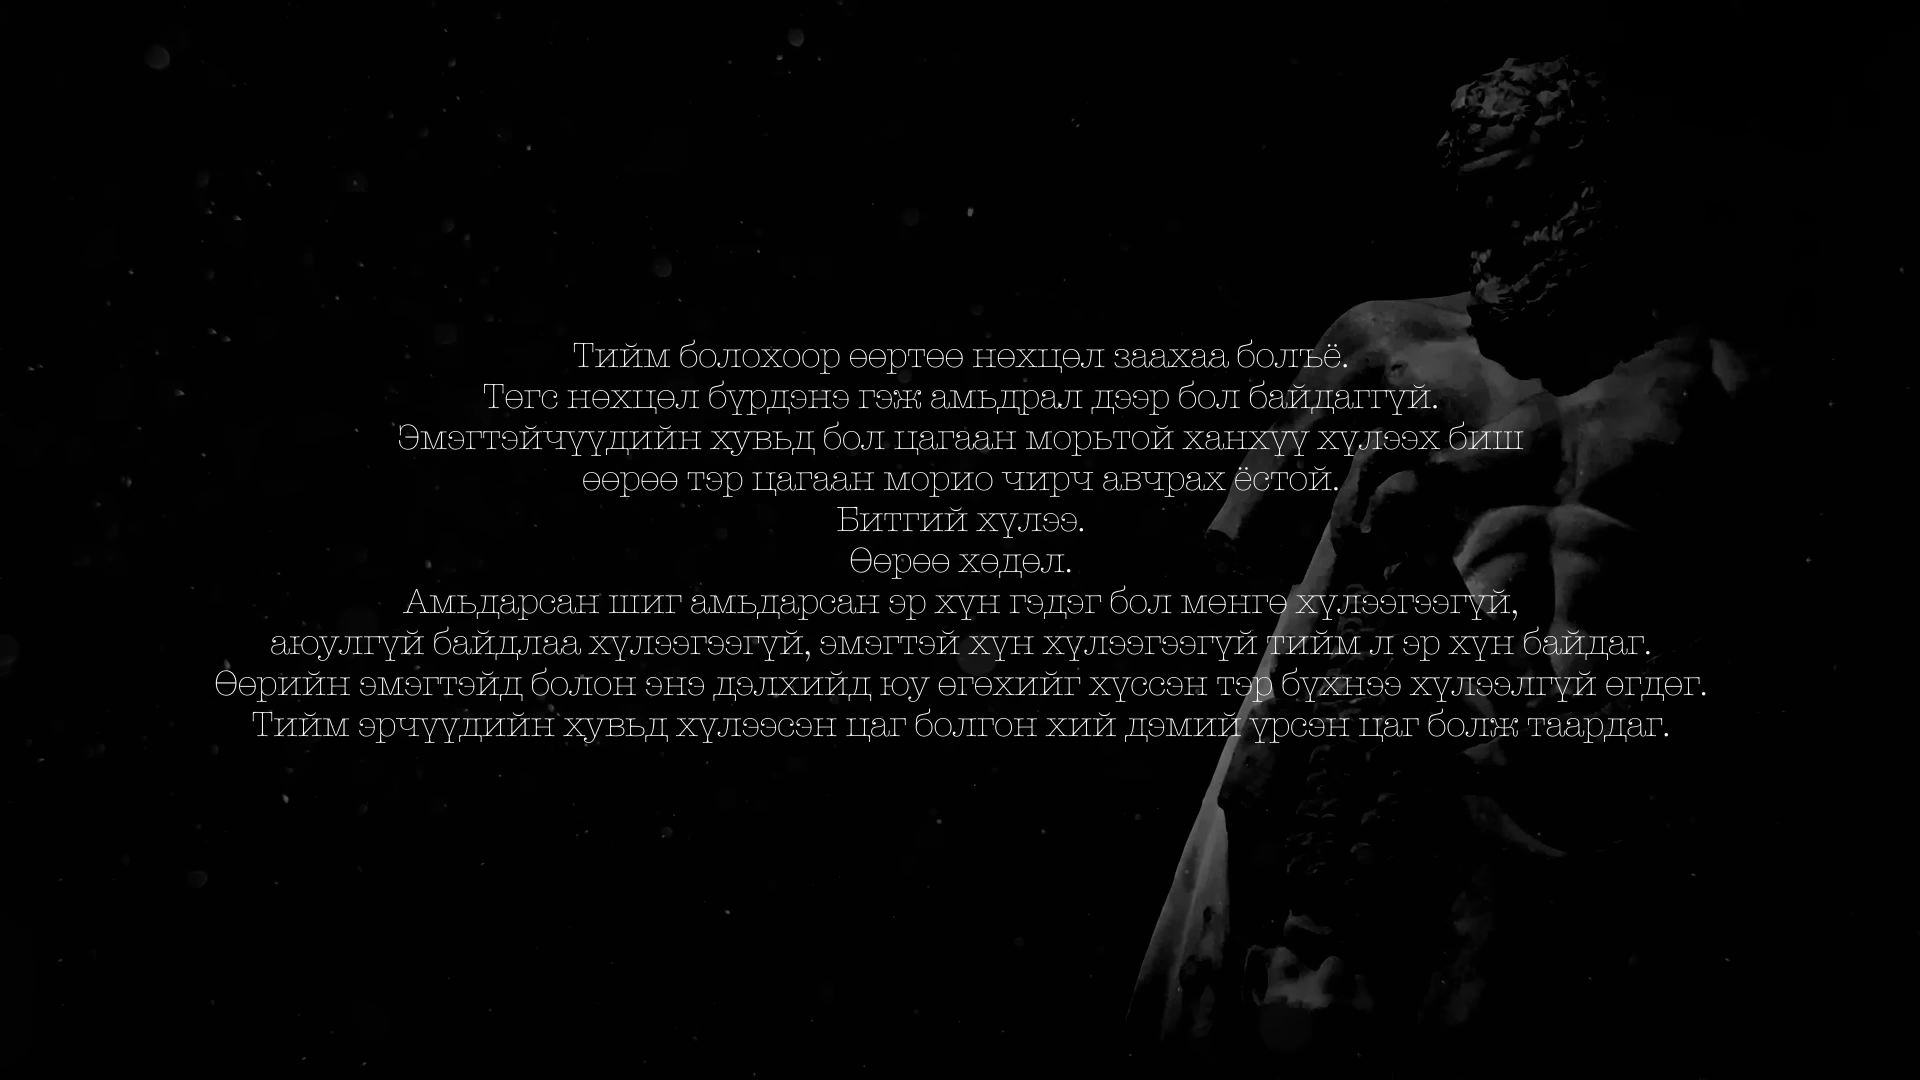 Тийм болохоор өөртөө нөхцөл заахаа болъё.
Төгс нөхцөл бүрдэнэ гэж амьдрал дээр бол байдаггүй.
Эмэгтэйчүүдийн хувьд бол цагаан морьтой ханхүү хүлээх биш
өөрөө тэр цагаан морио чирч авчрах ёстой.
Битгий хүлээ.
Өөрөө хөдөл.
Амьдарсан шиг амьдарсан эр хүн гэдэг бол мөнгө хүлээгээгүй,
аюулгүй байдлаа хүлээгээгүй, эмэгтэй хүн хүлээгээгүй тийм л эр хүн байдаг.
Өөрийн эмэгтэйд болон энэ дэлхийд юу өгөхийг хүссэн тэр бүхнээ хүлээлгүй өгдөг.
Тийм эрчүүдийн хувьд хүлээсэн цаг болгон хий дэмий үрсэн цаг болж таардаг.